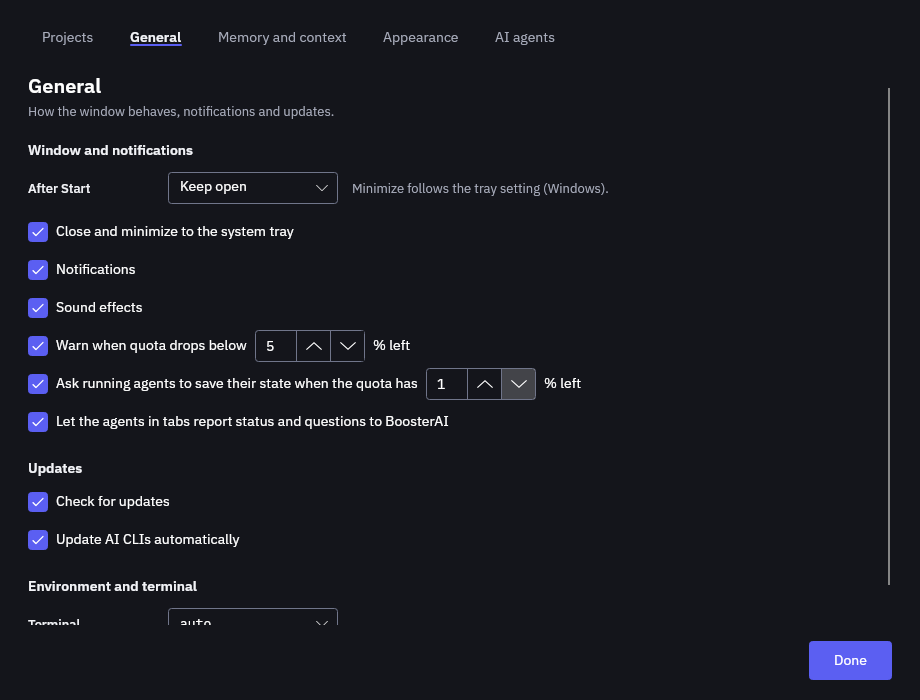 Projects General Memory and context Appearance AI agents
General
How the window behaves, notifications and updates.
Window and notifications
After Start Keep open Minimize follows the tray setting (Windows).
Close and minimize to the system tray
Notifications
Sound effects
Warn when quota drops below 5 % left
Ask running agents to save their state when the quota has 1 % left
Let the agents in tabs report status and questions to BoosterAI
Updates
Check for updates
Update AI CLIs automatically
Environment and terminal
Terminal auto
Done